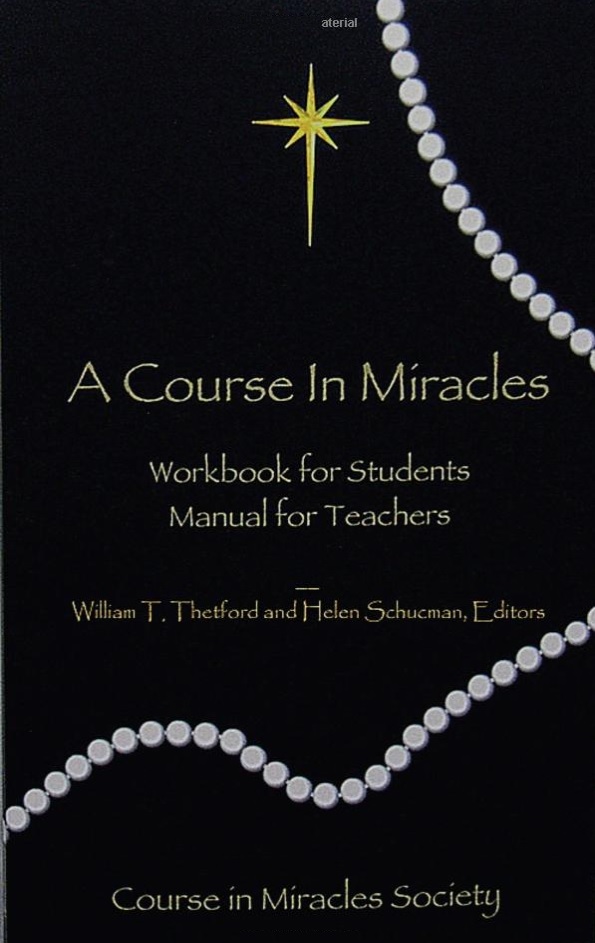 aterial
A Course In Miracles
Workbook for Students
Manual for Teachers
William T. Thetford and Helen Schucman, Editors
Course in Miracles Society